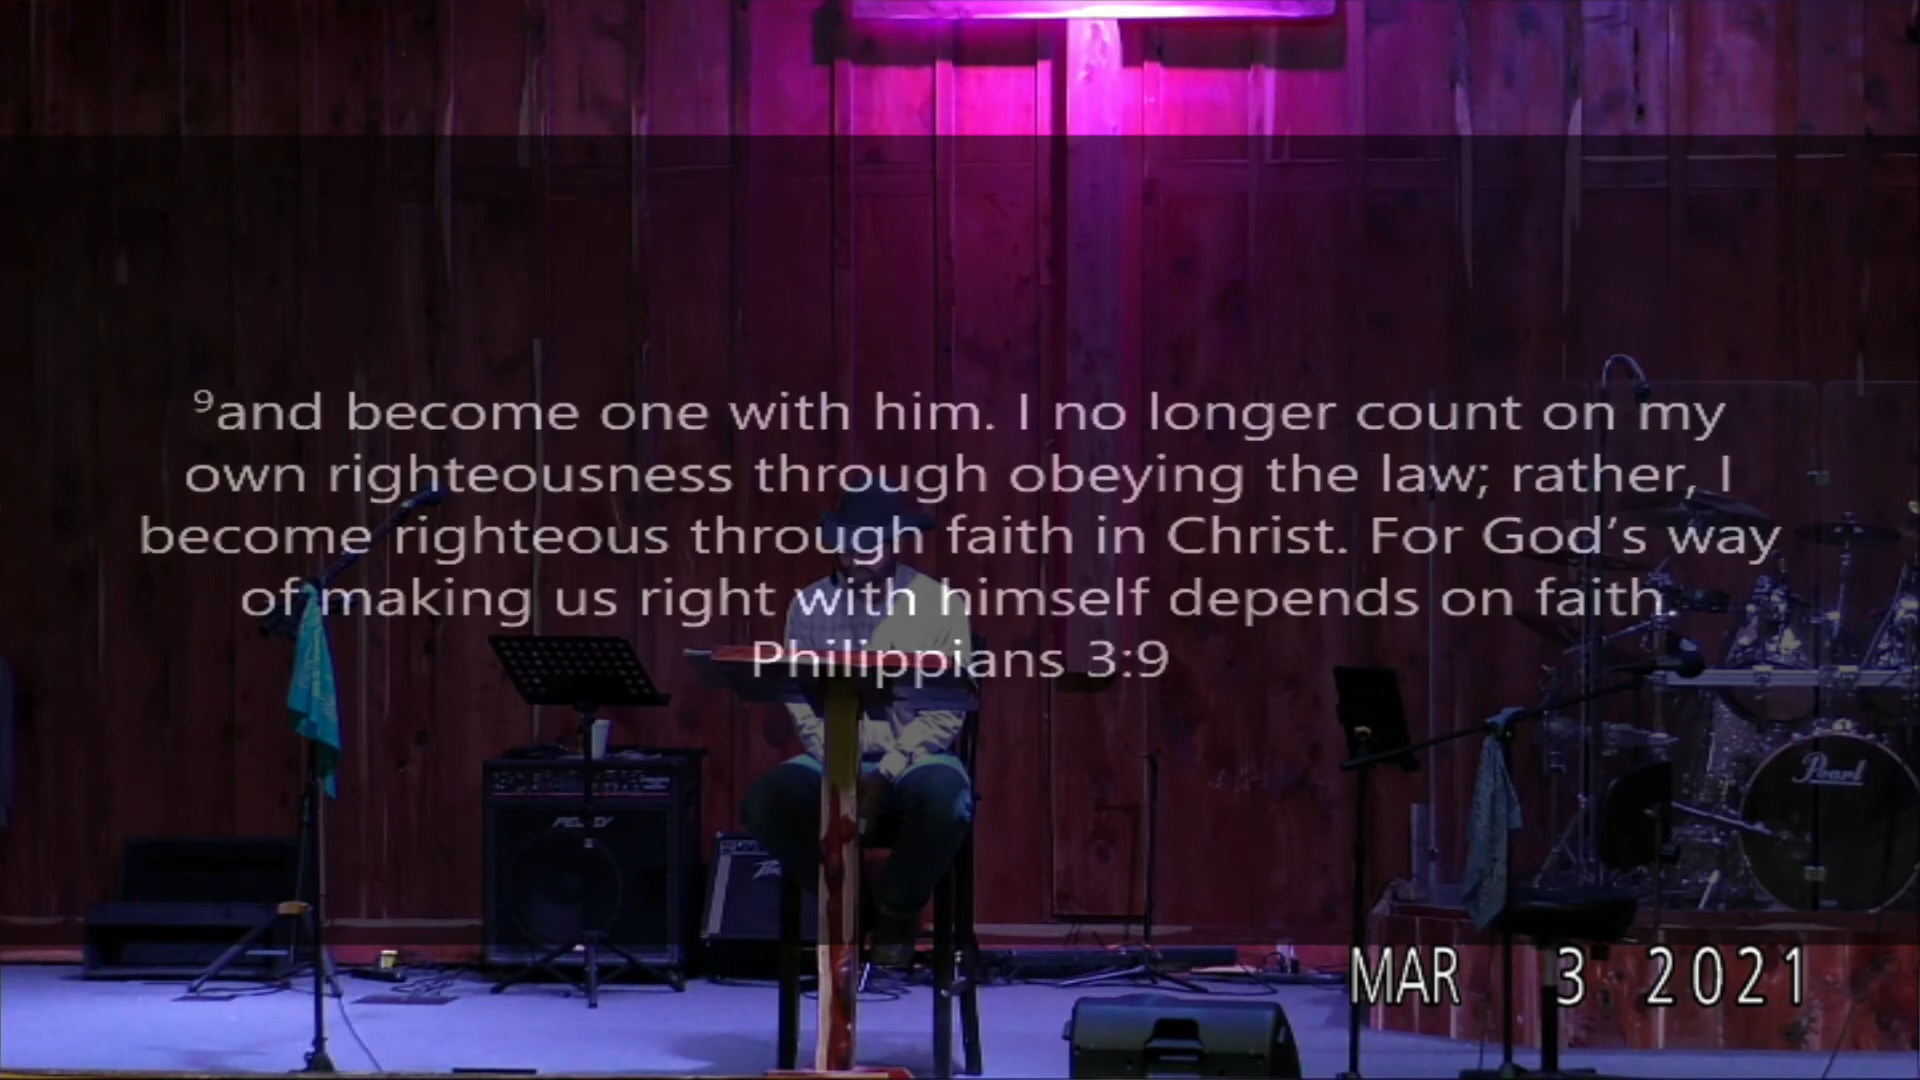 ⁹and become one with him. I no longer count on my
own righteousness through obeying the law; rather, I
become righteous through faith in Christ. For God’s way
of making us right with himself depends on faith.
Philippians 3:9
PEAVEY
Pearl
MAR 3 2021